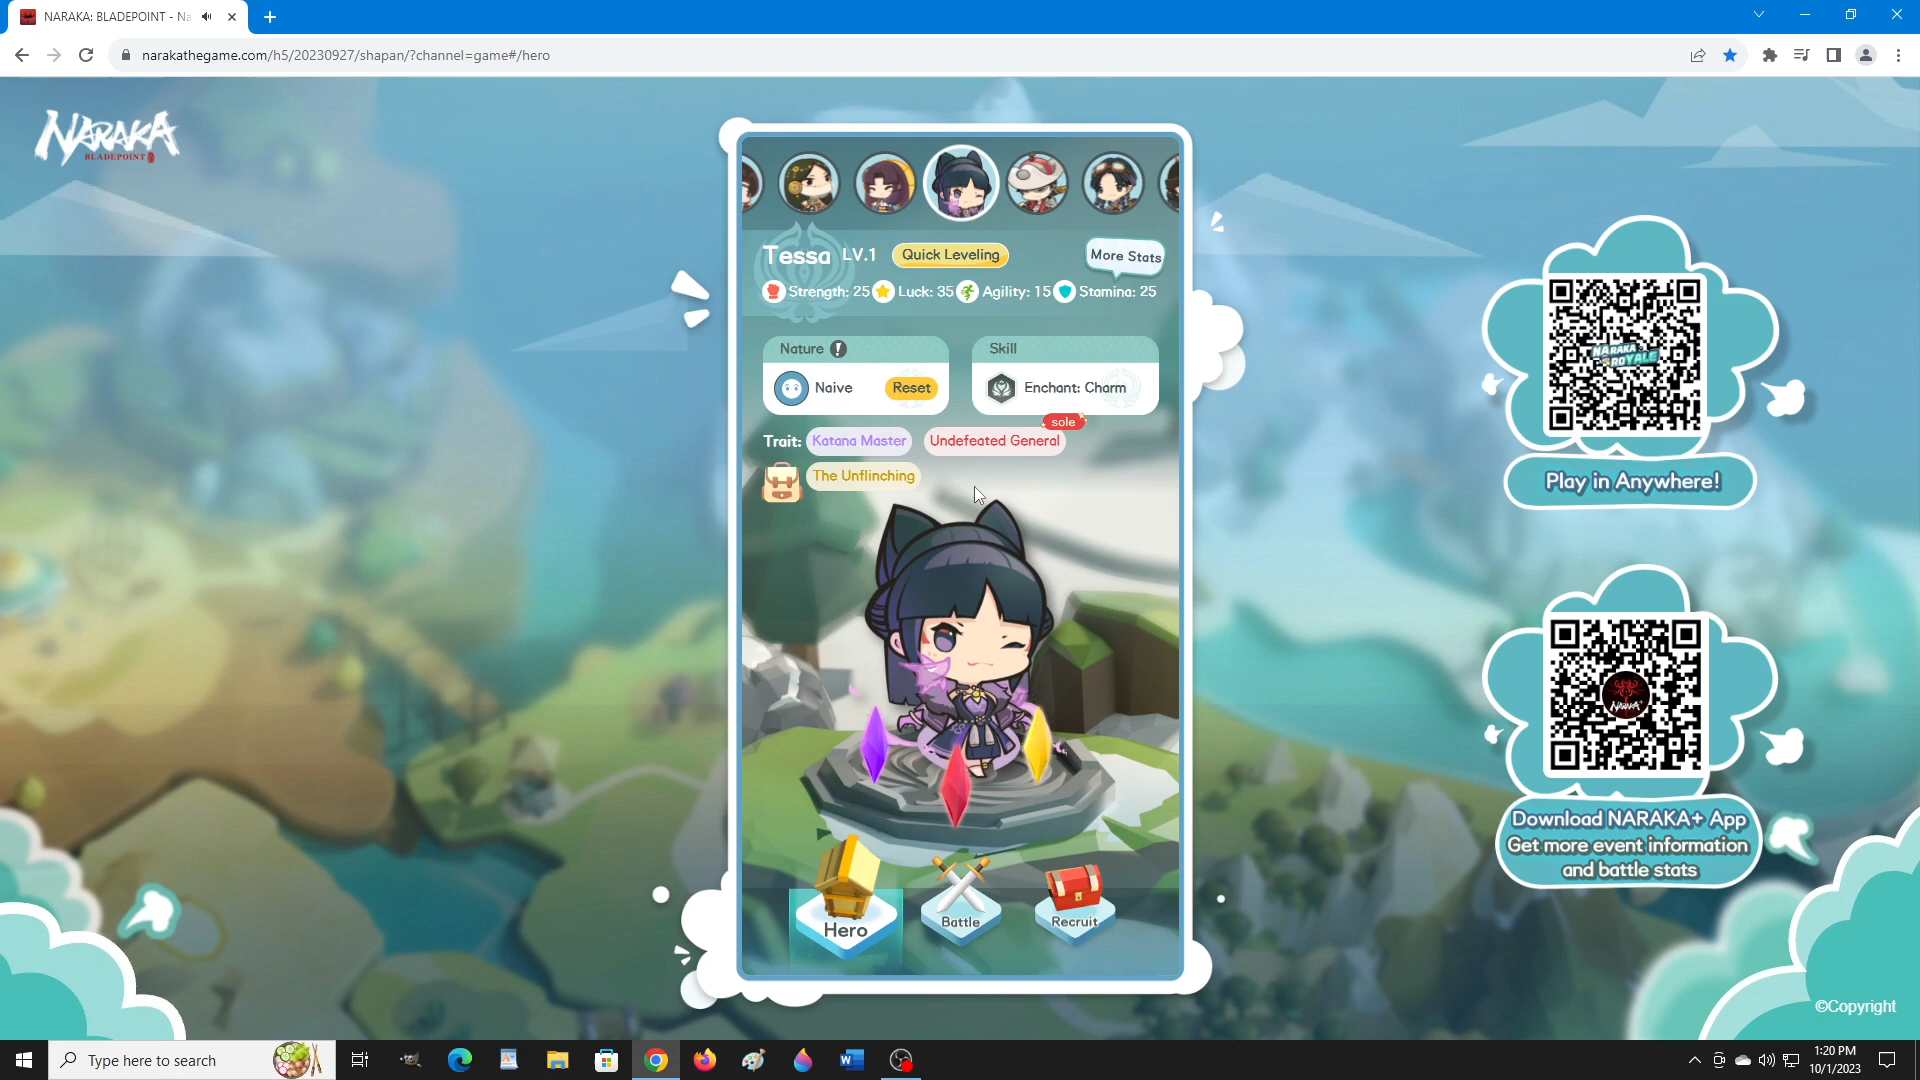 NARAKA: BLADEPOINT - Na
narakathegame.com/h5/20230927/shapan/?channel=game#/hero
NARAKA
BLADEPOINT
Tessa LV.1 Quick Leveling More Stats
Strength: 25 Luck: 35 Agility: 15 Stamina: 25
Nature ! Skill
Naive Reset Enchant: Charm
sole
Trait: Katana Master Undefeated General
The Unflinching
Hero Battle Recruit
NARAKA
ROYALE
Play in Anywhere!
NARAKA+
Download NARAKA+ App
Get more event information
and battle stats
©Copyright
Type here to search
1:20 PM
10/1/2023